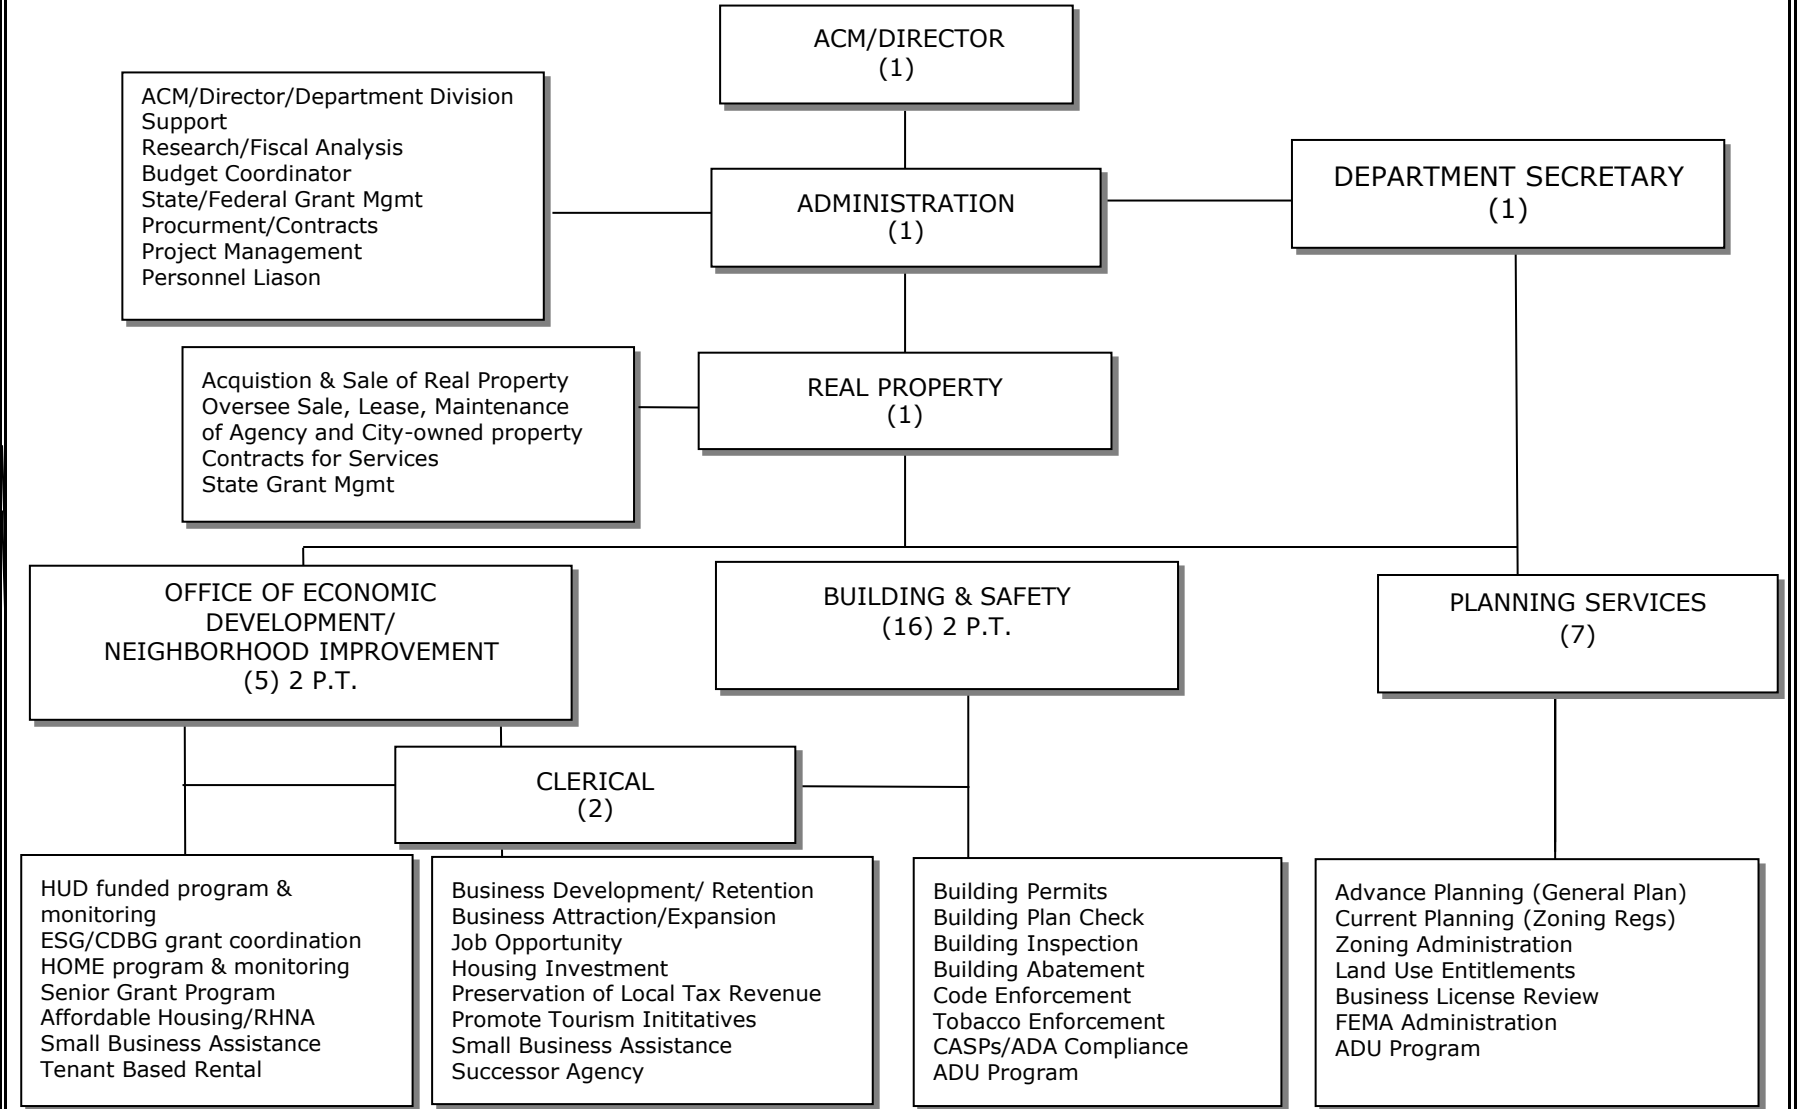 ACM/DIRECTOR
(1)
ACM/Director/Department Division
Support
Research/Fiscal Analysis
Budget Coordinator
State/Federal Grant Mgmt
Procurment/Contracts
Project Management
Personnel Liason
ADMINISTRATION
(1)
DEPARTMENT SECRETARY
(1)
Acquistion & Sale of Real Property
Oversee Sale, Lease, Maintenance
of Agency and City-owned property
Contracts for Services
State Grant Mgmt
REAL PROPERTY
(1)
OFFICE OF ECONOMIC
DEVELOPMENT/
NEIGHBORHOOD IMPROVEMENT
(5) 2 P.T.
BUILDING & SAFETY
(16) 2 P.T.
PLANNING SERVICES
(7)
CLERICAL
(2)
HUD funded program &
monitoring
ESG/CDBG grant coordination
HOME program & monitoring
Senior Grant Program
Affordable Housing/RHNA
Small Business Assistance
Tenant Based Rental
Business Development/ Retention
Business Attraction/Expansion
Job Opportunity
Housing Investment
Preservation of Local Tax Revenue
Promote Tourism Inititatives
Small Business Assistance
Successor Agency
Building Permits
Building Plan Check
Building Inspection
Building Abatement
Code Enforcement
Tobacco Enforcement
CASPs/ADA Compliance
ADU Program
Advance Planning (General Plan)
Current Planning (Zoning Regs)
Zoning Administration
Land Use Entitlements
Business License Review
FEMA Administration
ADU Program